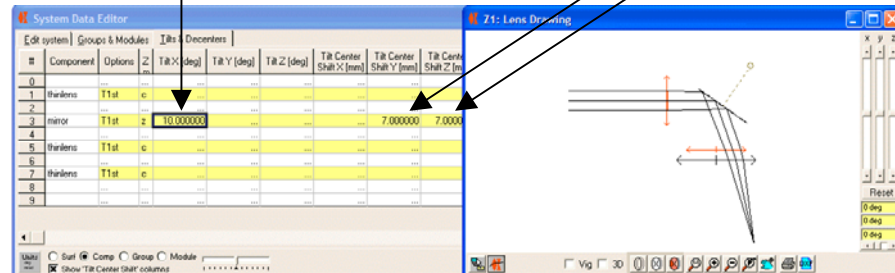 System Data Editor
Edit system Groups & Modules Tilts & Decenters
# Component Options Z Tilt X [deg] Tilt Y [deg] Tilt Z [deg] Tilt Center Shift X [mm] Tilt Center Shift Y [mm] Tilt Cente Shift Z [m
0 ... ... ... ... ... ... ... ...
1 thinlens T1st c ... ... ... ... ... ...
2 ... ... ... ... ... ... ... ...
3 mirror T1st z 10.000000 ... ... ... 7.000000 7.0000
4 ... ... ... ... ... ... ... ...
5 thinlens T1st c ... ... ... ... ... ...
6 ... ... ... ... ... ... ... ...
7 thinlens T1st c ... ... ... ... ... ...
8 ... ... ... ... ... ... ... ...
9 ... ... ... ... ... ... ... ...
Units Surf Comp Group Module
Show 'Tilt Center Shift' columns
Z1: Lens Drawing
x y z
Reset
0 deg
0 deg
0 deg
Vig 3D